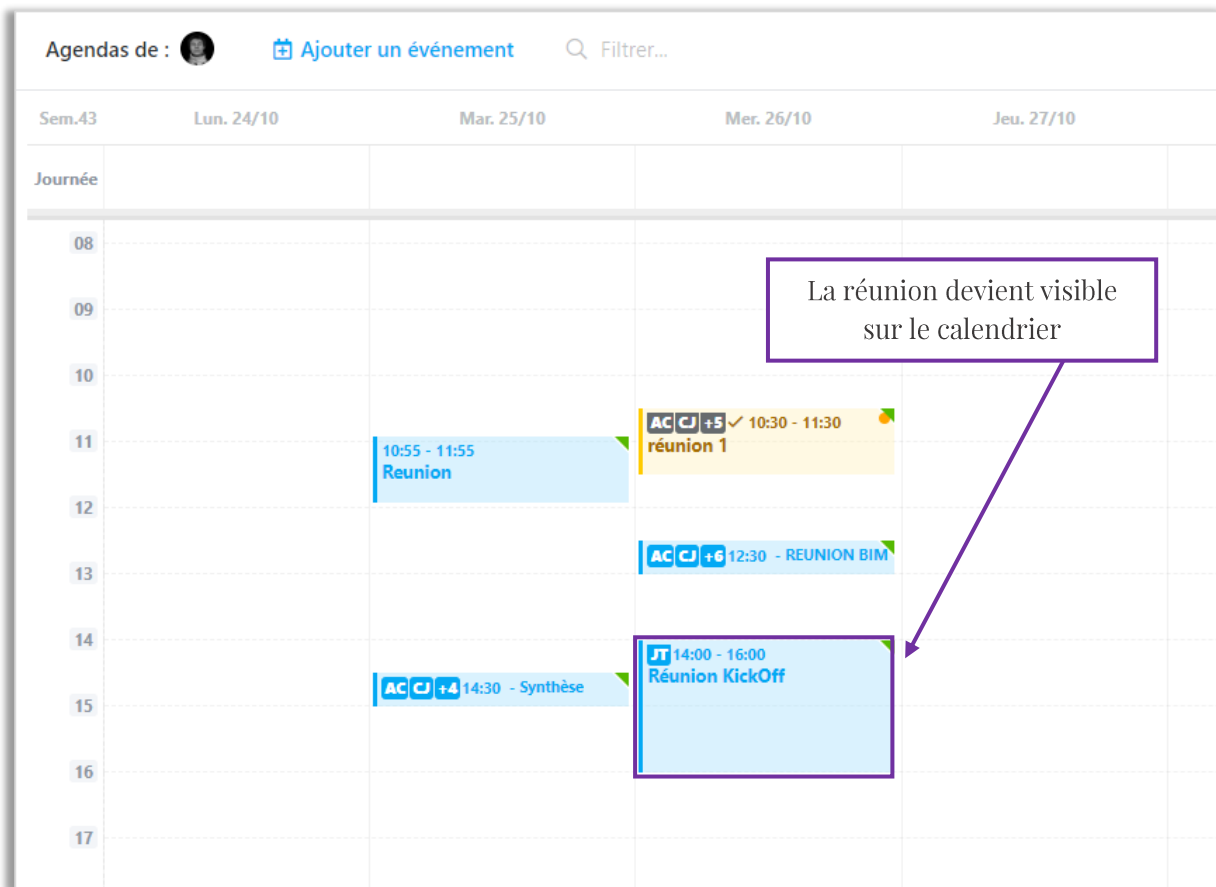 Agendas de :
Ajouter un événement
Filtrer...
Sem.43
Lun. 24/10
Mar. 25/10
Mer. 26/10
Jeu. 27/10
Journée
08
09
La réunion devient visible
sur le calendrier
10
AC CJ +5 ✓ 10:30 - 11:30
réunion 1
11
10:55 - 11:55
Reunion
12
AC CJ +6 12:30 - REUNION BIM
13
14
JT 14:00 - 16:00
Réunion KickOff
AC CJ +4 14:30 - Synthèse
15
16
17